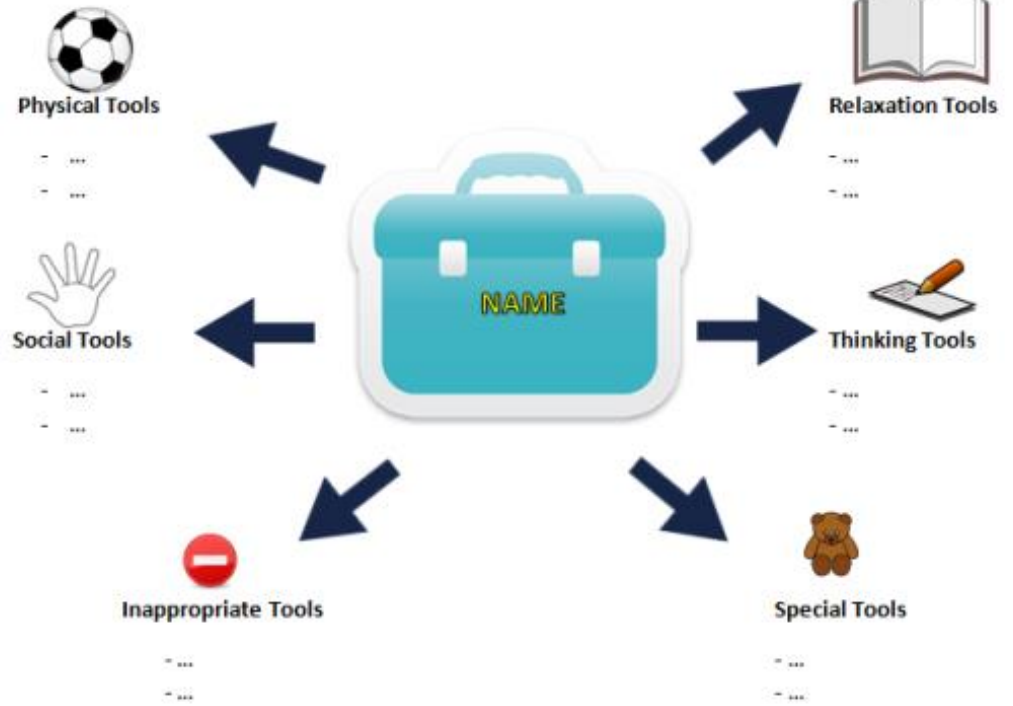 Physical Tools
- ...
- ...
Relaxation Tools
- ...
- ...
NAME
Social Tools
- ...
- ...
Thinking Tools
- ...
- ...
Inappropriate Tools
- ...
- ...
Special Tools
- ...
- ...